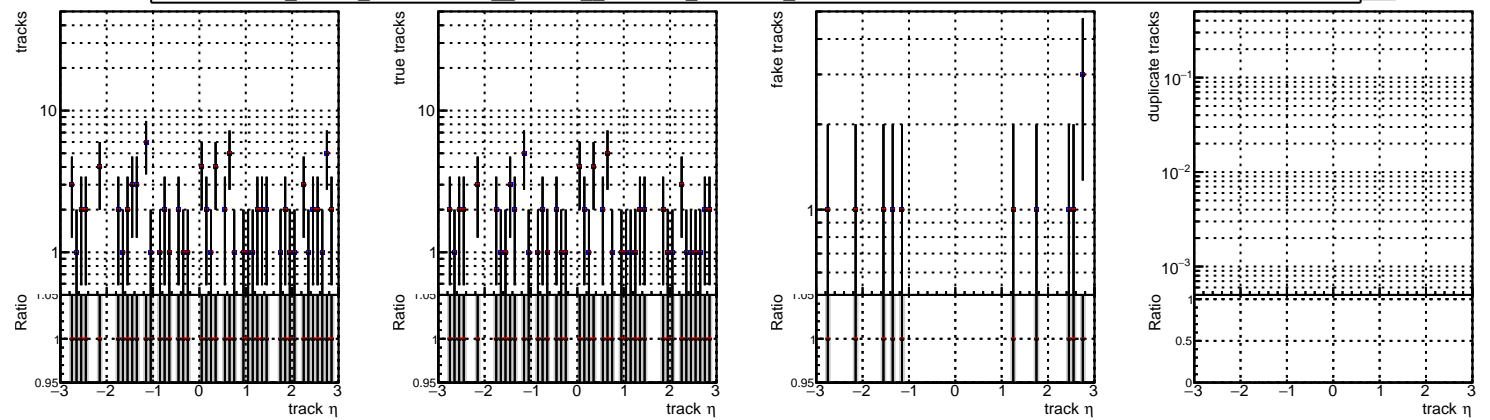 tracks
10
1
Ratio
1.05
1
0.95
−3 −2 −1 0 1 2 3
track η
true tracks
10
1
Ratio
1.05
1
0.95
−3 −2 −1 0 1 2 3
track η
fake tracks
1
Ratio
1.05
1
0.95
−3 −2 −1 0 1 2 3
track η
duplicate tracks
10⁻¹
10⁻²
10⁻³
Ratio
1
0.5
0
−3 −2 −1 0 1 2 3
track η